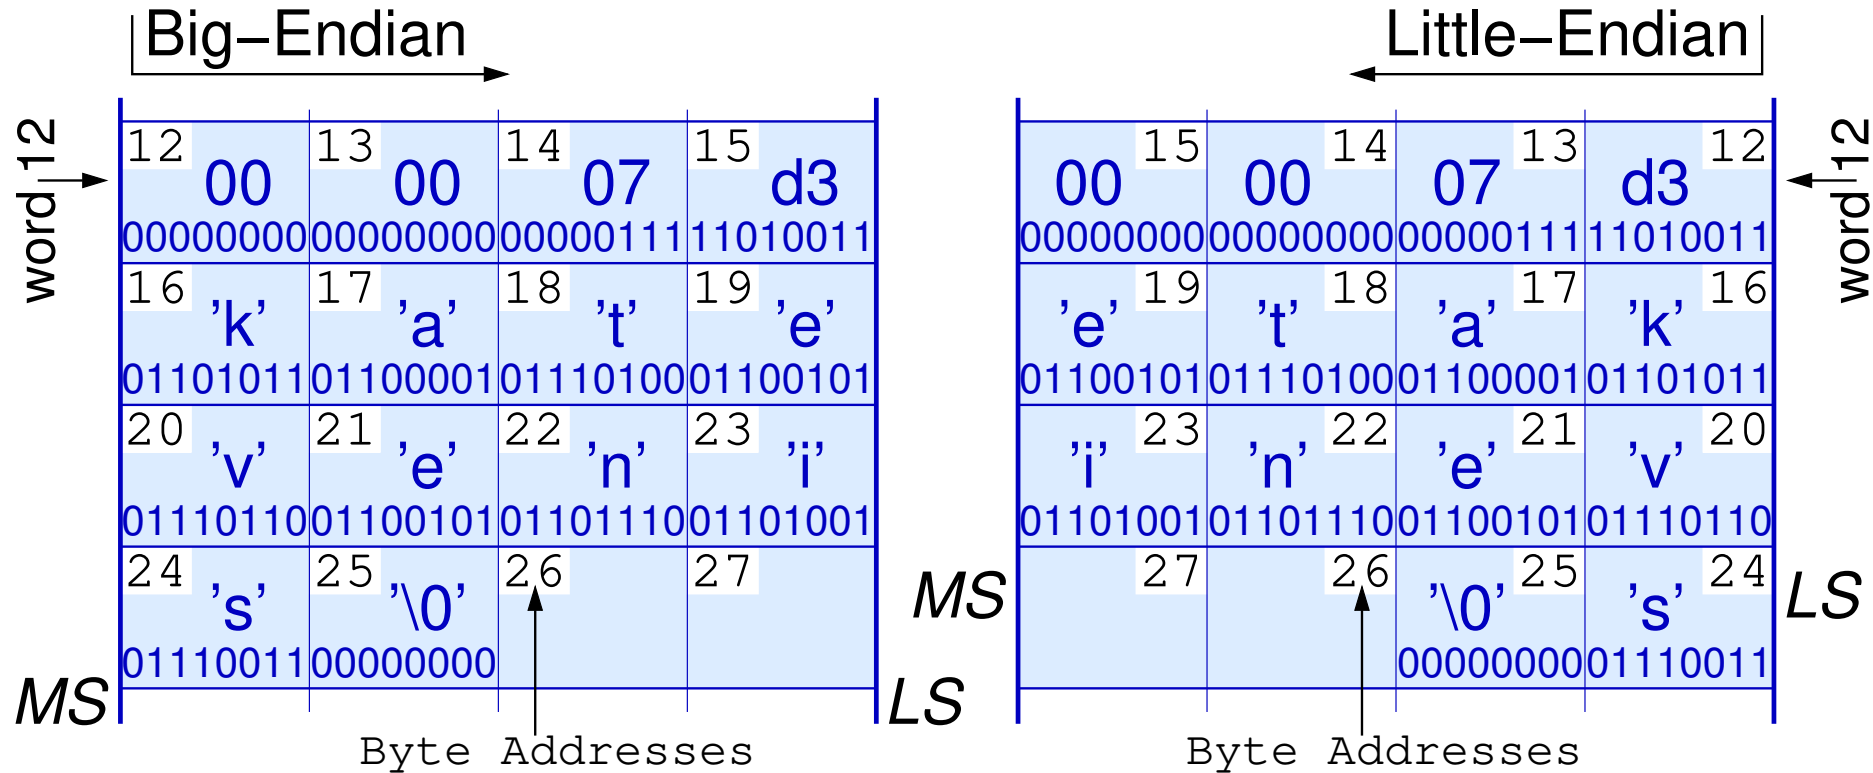 Big−Endian
Little−Endian
word 12
12 13 14 15
00 00 07 d3
00000000 00000000 00000111 11010011
16 17 18 19
'k' 'a' 't' 'e'
01101011 01100001 01110100 01100101
20 21 22 23
'v' 'e' 'n' 'i'
01110110 01100101 01101110 01101001
24 25 26 27
's' '\0'
01110011 00000000
MS LS
Byte Addresses
word 12
15 14 13 12
00 00 07 d3
00000000 00000000 00000111 11010011
19 18 17 16
'e' 't' 'a' 'k'
01100101 01110100 01100001 01101011
23 22 21 20
'i' 'n' 'e' 'v'
01101001 01101110 01100101 01110110
27 26 25 24
MS '\0' 's' LS
00000000 01110011
Byte Addresses